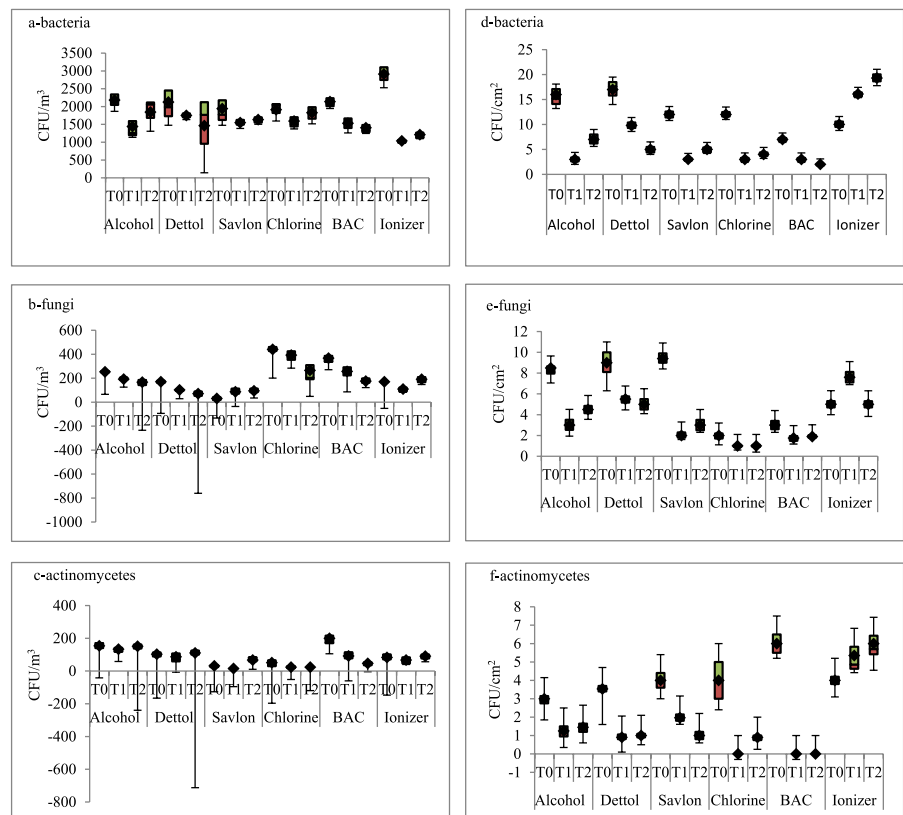 a-bacteria
3500
3000
2500
2000
1500
1000
500
0
CFU/m³
T0 T1 T2 T0 T1 T2 T0 T1 T2 T0 T1 T2 T0 T1 T2 T0 T1 T2
Alcohol Dettol Savlon Chlorine BAC Ionizer
d-bacteria
25
20
15
10
5
0
CFU/cm²
T0 T1 T2 T0 T1 T2 T0 T1 T2 T0 T1 T2 T0 T1 T2 T0 T1 T2
Alcohol Dettol Savlon Chlorine BAC Ionizer
b-fungi
600
400
200
0
-200
-400
-600
-800
-1000
CFU/m³
T0 T1 T2 T0 T1 T2 T0 T1 T2 T0 T1 T2 T0 T1 T2 T0 T1 T2
Alcohol Dettol Savlon Chlorine BAC Ionizer
e-fungi
12
10
8
6
4
2
0
CFU/cm²
T0 T1 T2 T0 T1 T2 T0 T1 T2 T0 T1 T2 T0 T1 T2 T0 T1 T2
Alcohol Dettol Savlon Chlorine BAC Ionizer
c-actinomycetes
400
200
0
-200
-400
-600
-800
CFU/m³
T0 T1 T2 T0 T1 T2 T0 T1 T2 T0 T1 T2 T0 T1 T2 T0 T1 T2
Alcohol Dettol Savlon Chlorine BAC Ionizer
f-actinomycetes
8
7
6
5
4
3
2
1
0
-1
CFU/cm²
T0 T1 T2 T0 T1 T2 T0 T1 T2 T0 T1 T2 T0 T1 T2 T0 T1 T2
Alcohol Dettol Savlon Chlorine BAC Ionizer